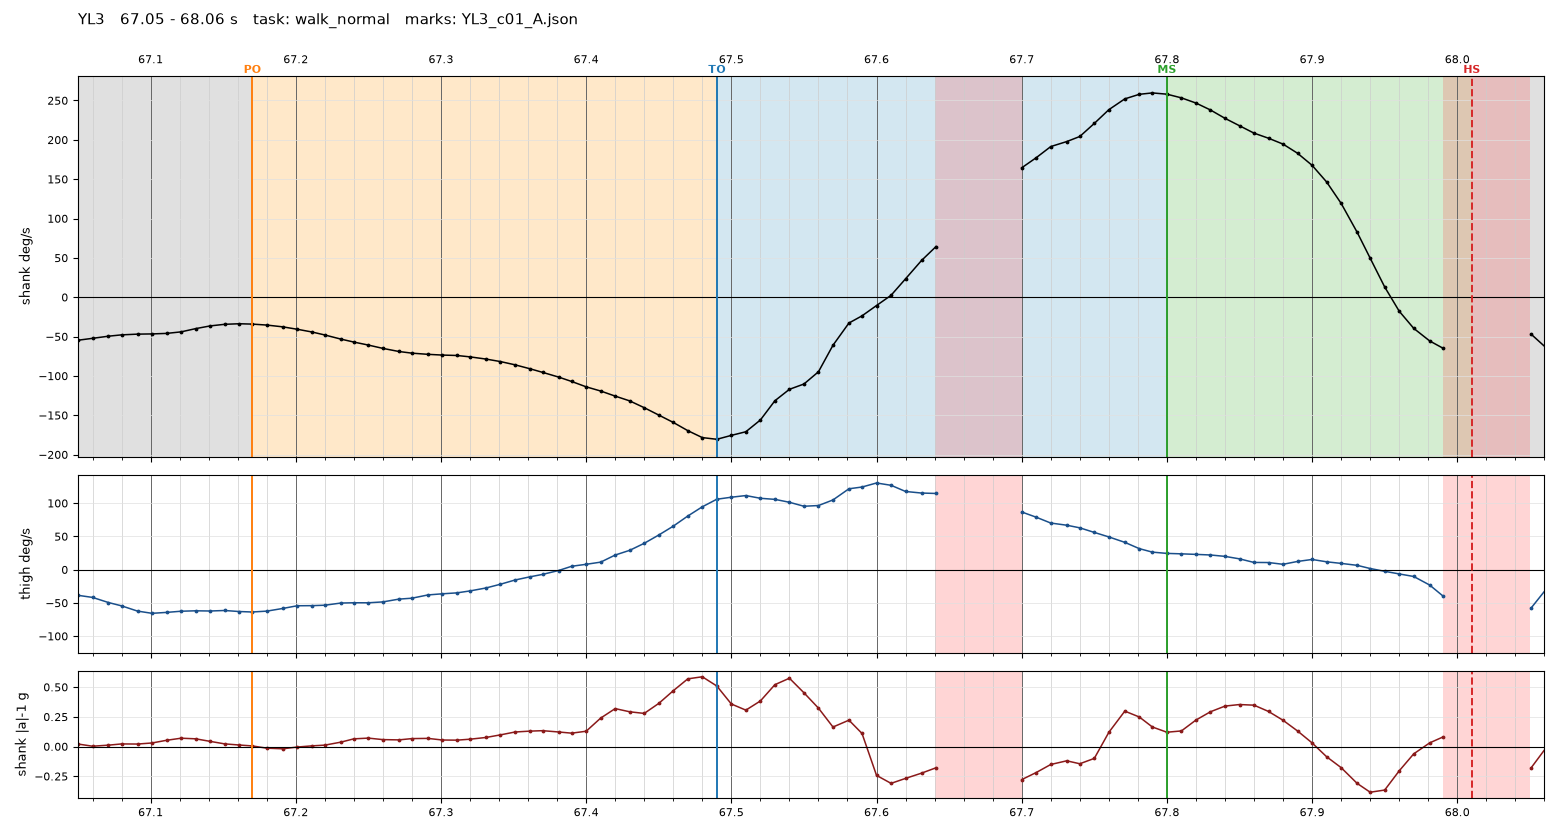 YL3   67.05 - 68.06 s   task: walk_normal   marks: YL3_c01_A.json
67.1 67.2 67.3 67.4 67.5 67.6 67.7 67.8 67.9 68.0
PO TO MS HS
shank deg/s
250
200
150
100
50
0
−50
−100
−150
−200
thigh deg/s
100
50
0
−50
−100
shank |a|-1 g
0.50
0.25
0.00
−0.25
67.1 67.2 67.3 67.4 67.5 67.6 67.7 67.8 67.9 68.0